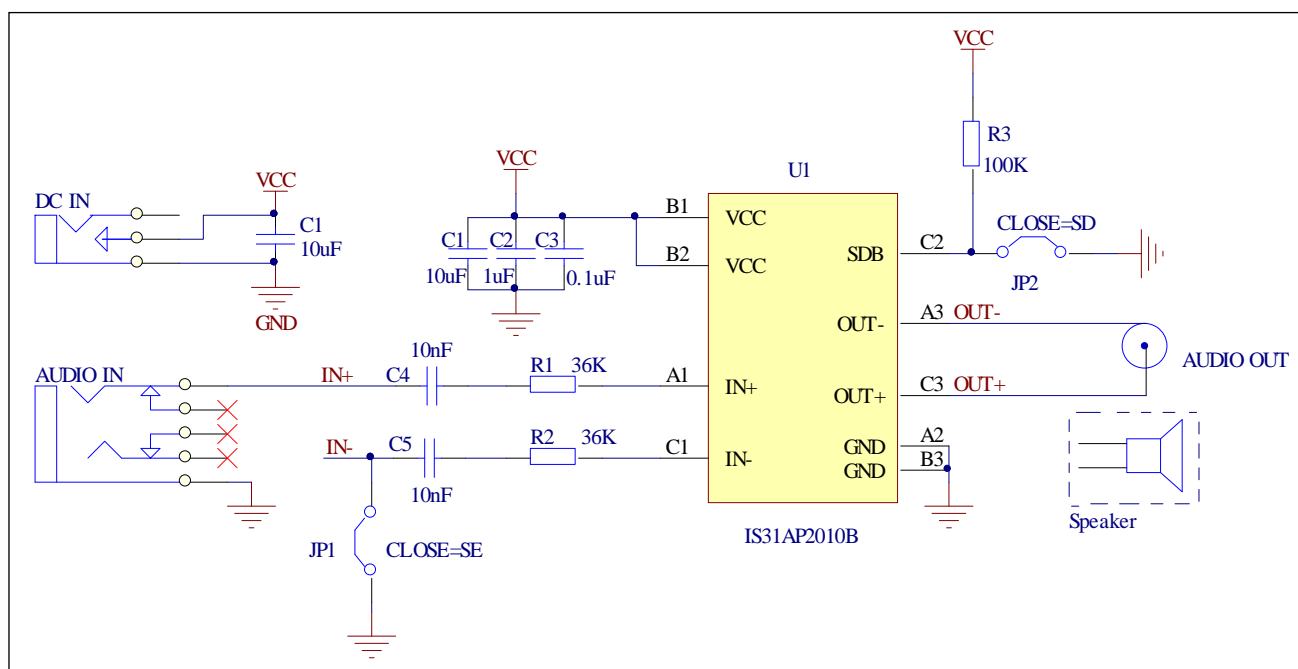 VCC
R3
100K
U1
VCC
DC IN
VCC
C1
10uF
GND
C1
10uF
C2
1uF
C3
0.1uF
B1
VCC
B2
VCC
SDB
C2
CLOSE=SD
JP2
OUT-
A3
OUT-
AUDIO OUT
OUT+
C3
OUT+
AUDIO IN
IN+
C4
10nF
R1
36K
A1
IN+
IN-
C5
10nF
R2
36K
C1
IN-
GND
A2
GND
B3
Speaker
IS31AP2010B
JP1
CLOSE=SE